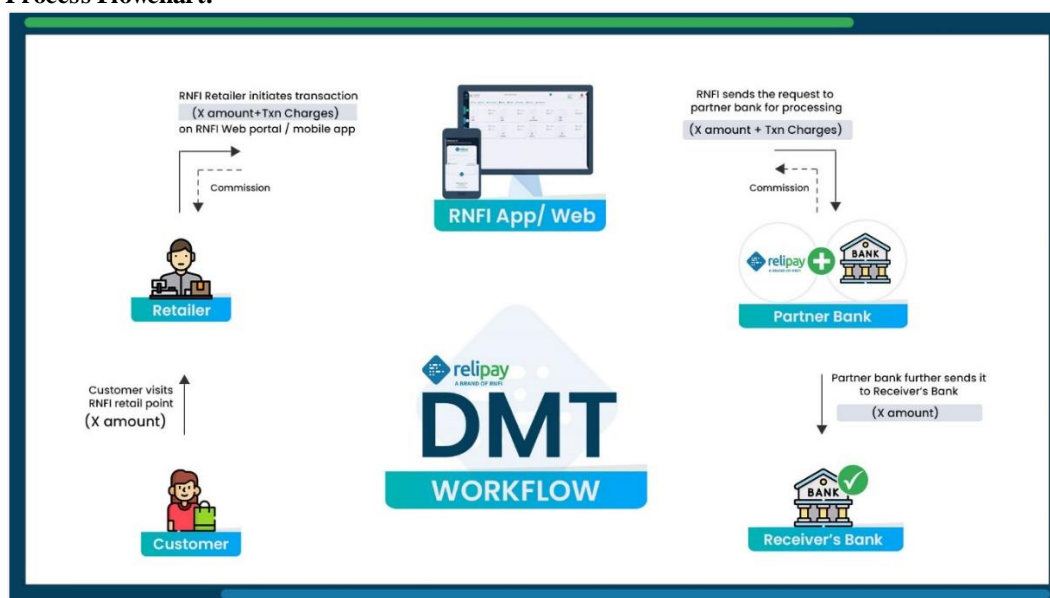 Process Flowchart:
RNFI Retailer initiates transaction
(X amount+Txn Charges)
on RNFI Web portal / mobile app
Commission
Retailer
Customer visits
RNFI retail point
(X amount)
Customer
RNFI App/ Web
relipay
A BRAND OF RNFI
DMT
WORKFLOW
RNFI sends the request to
partner bank for processing
(X amount + Txn Charges)
Commission
relipay
A BRAND OF RNFI
BANK
Partner Bank
Partner bank further sends it
to Receiver's Bank
(X amount)
BANK
Receiver's Bank